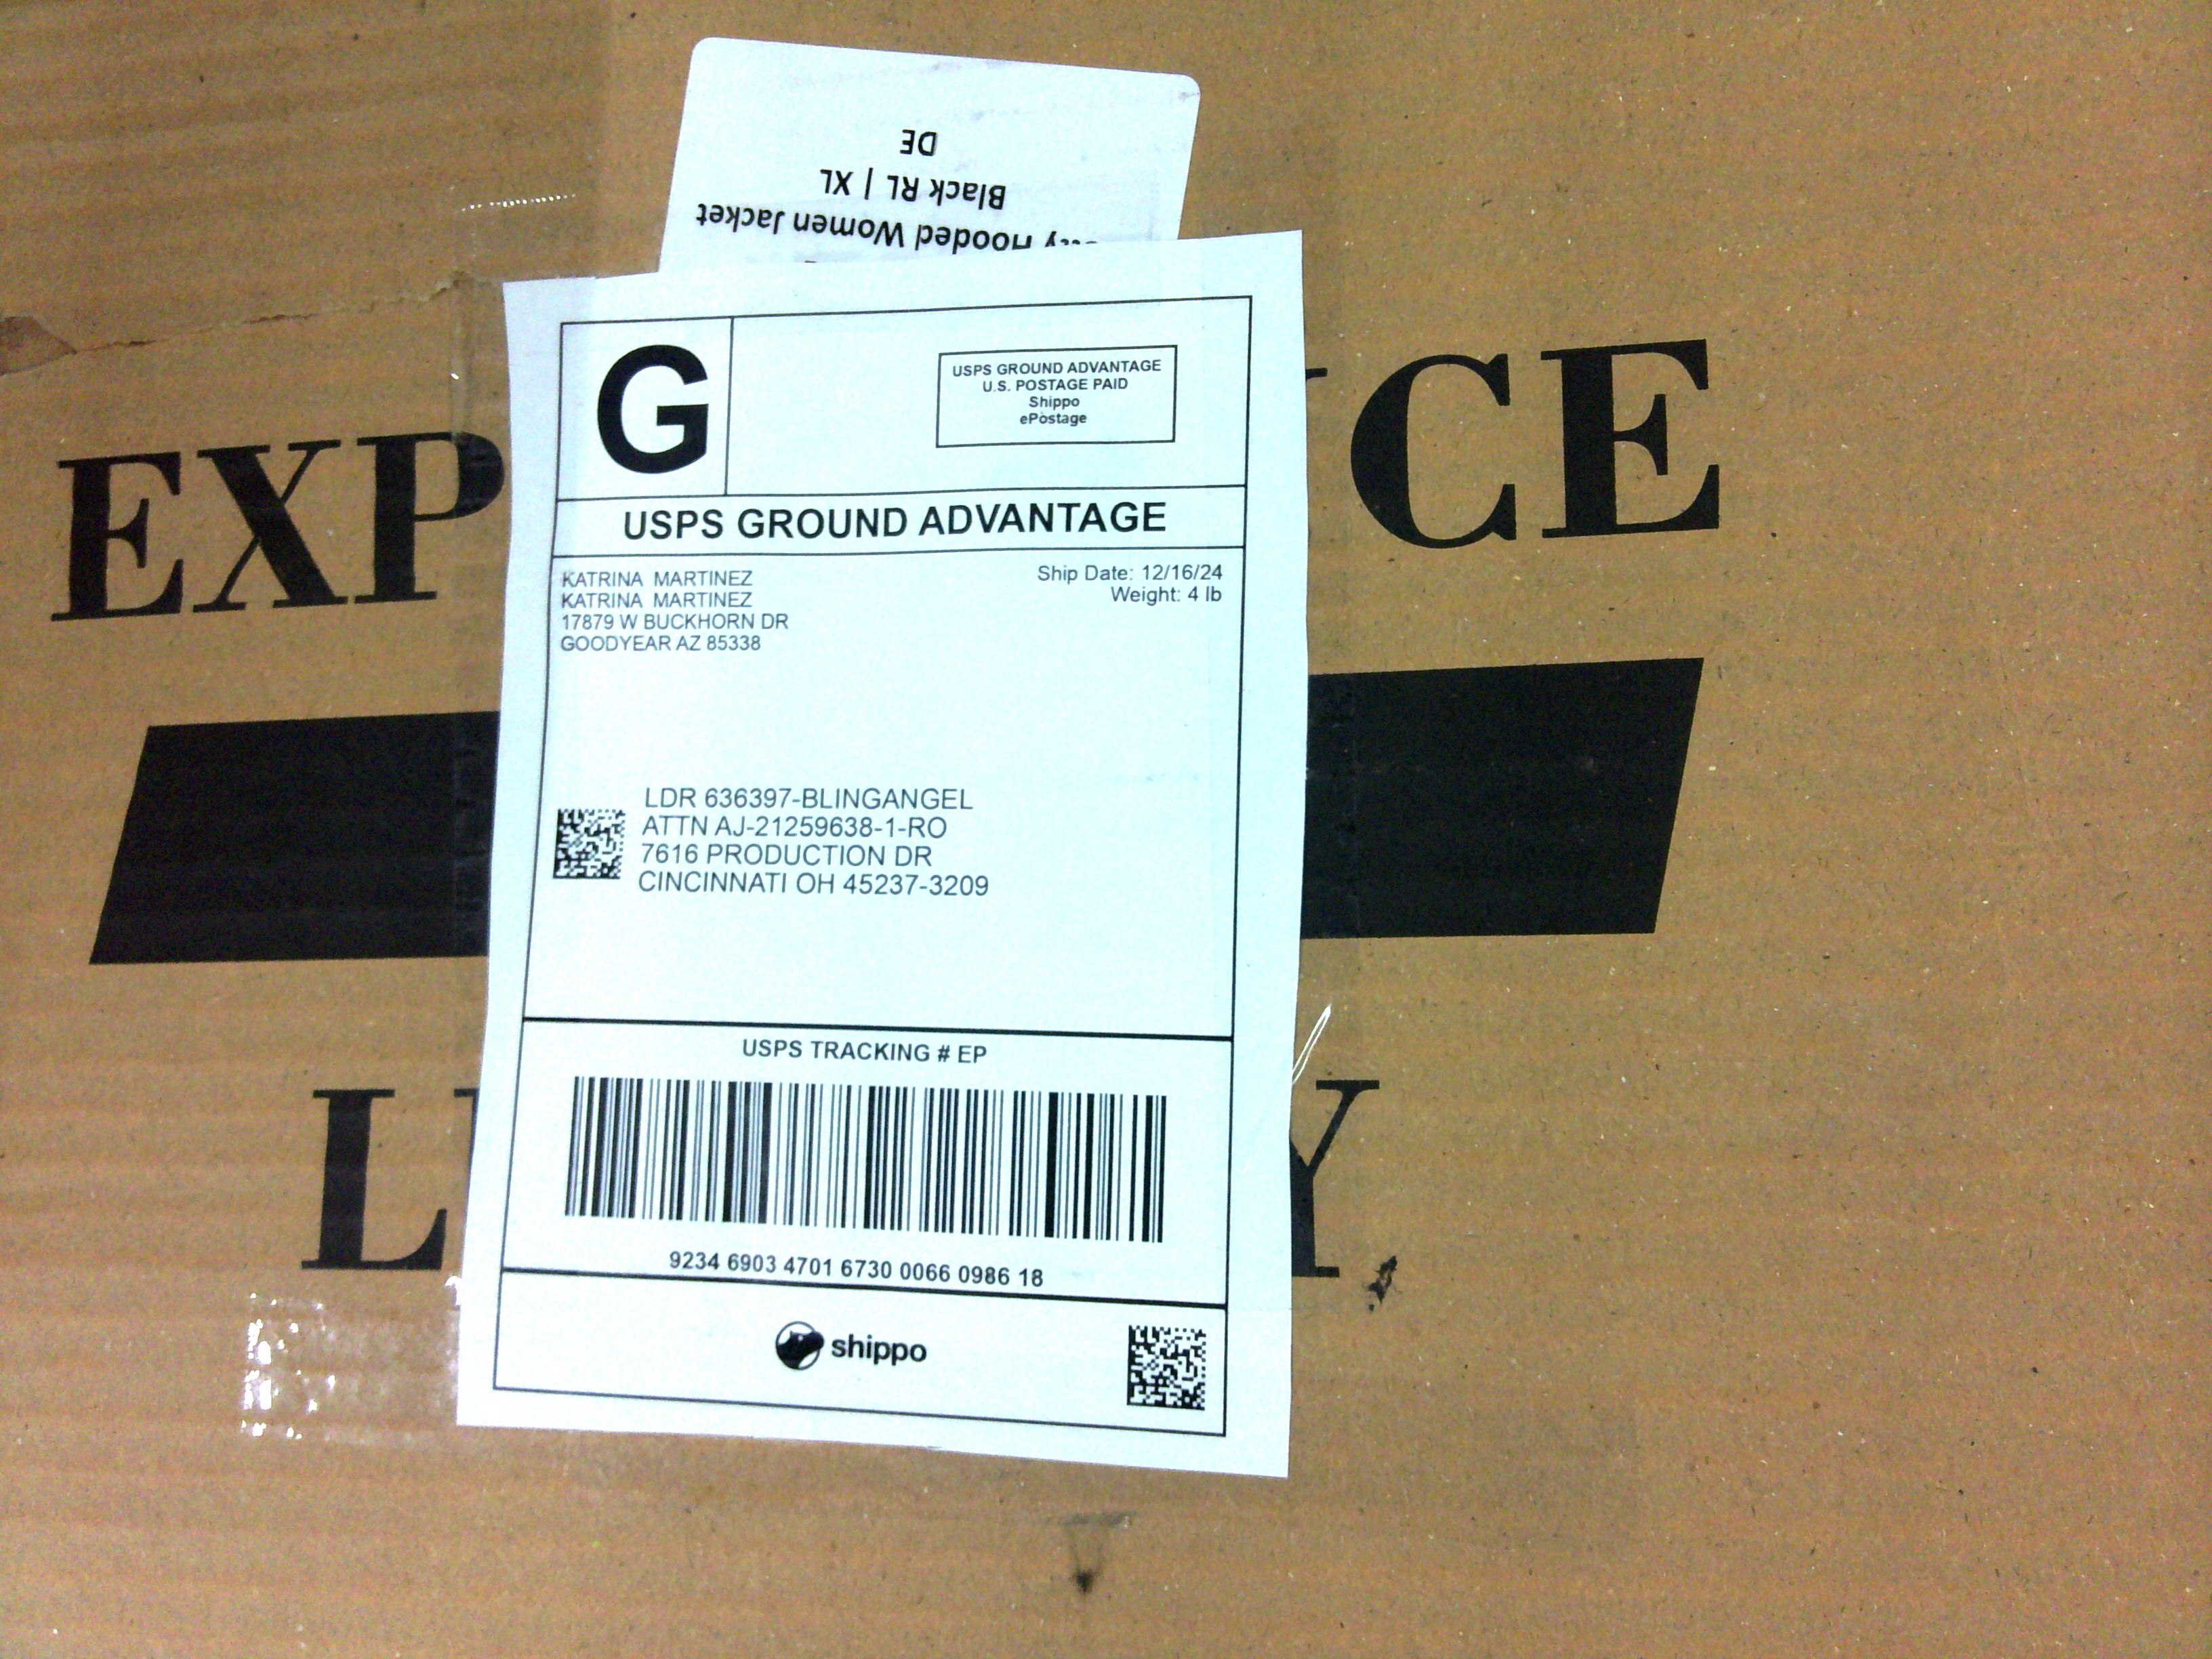 DE
Black RL | XL
Hooded Women Jacket
G
USPS GROUND ADVANTAGE
U.S. POSTAGE PAID
Shippo
ePostage
USPS GROUND ADVANTAGE
KATRINA MARTINEZ
KATRINA MARTINEZ
17879 W BUCKHORN DR
GOODYEAR AZ 85338
Ship Date: 12/16/24
Weight: 4 lb
LDR 636397-BLINGANGEL
ATTN AJ-21259638-1-RO
7616 PRODUCTION DR
CINCINNATI OH 45237-3209
USPS TRACKING # EP
9234 6903 4701 6730 0066 0986 18
shippo